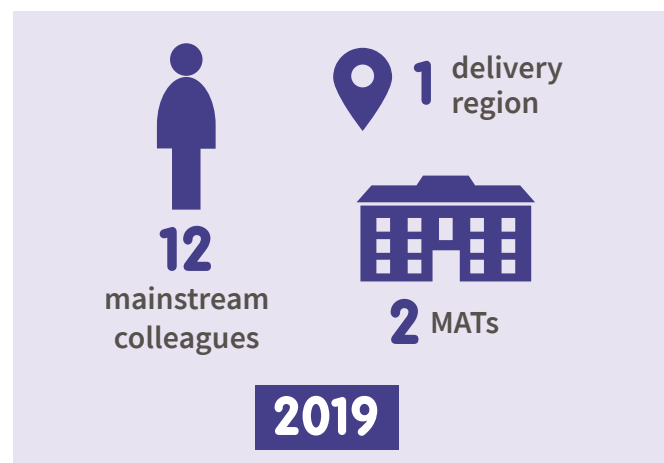 12
mainstream
colleagues
1 delivery
region
2 MATs
2019